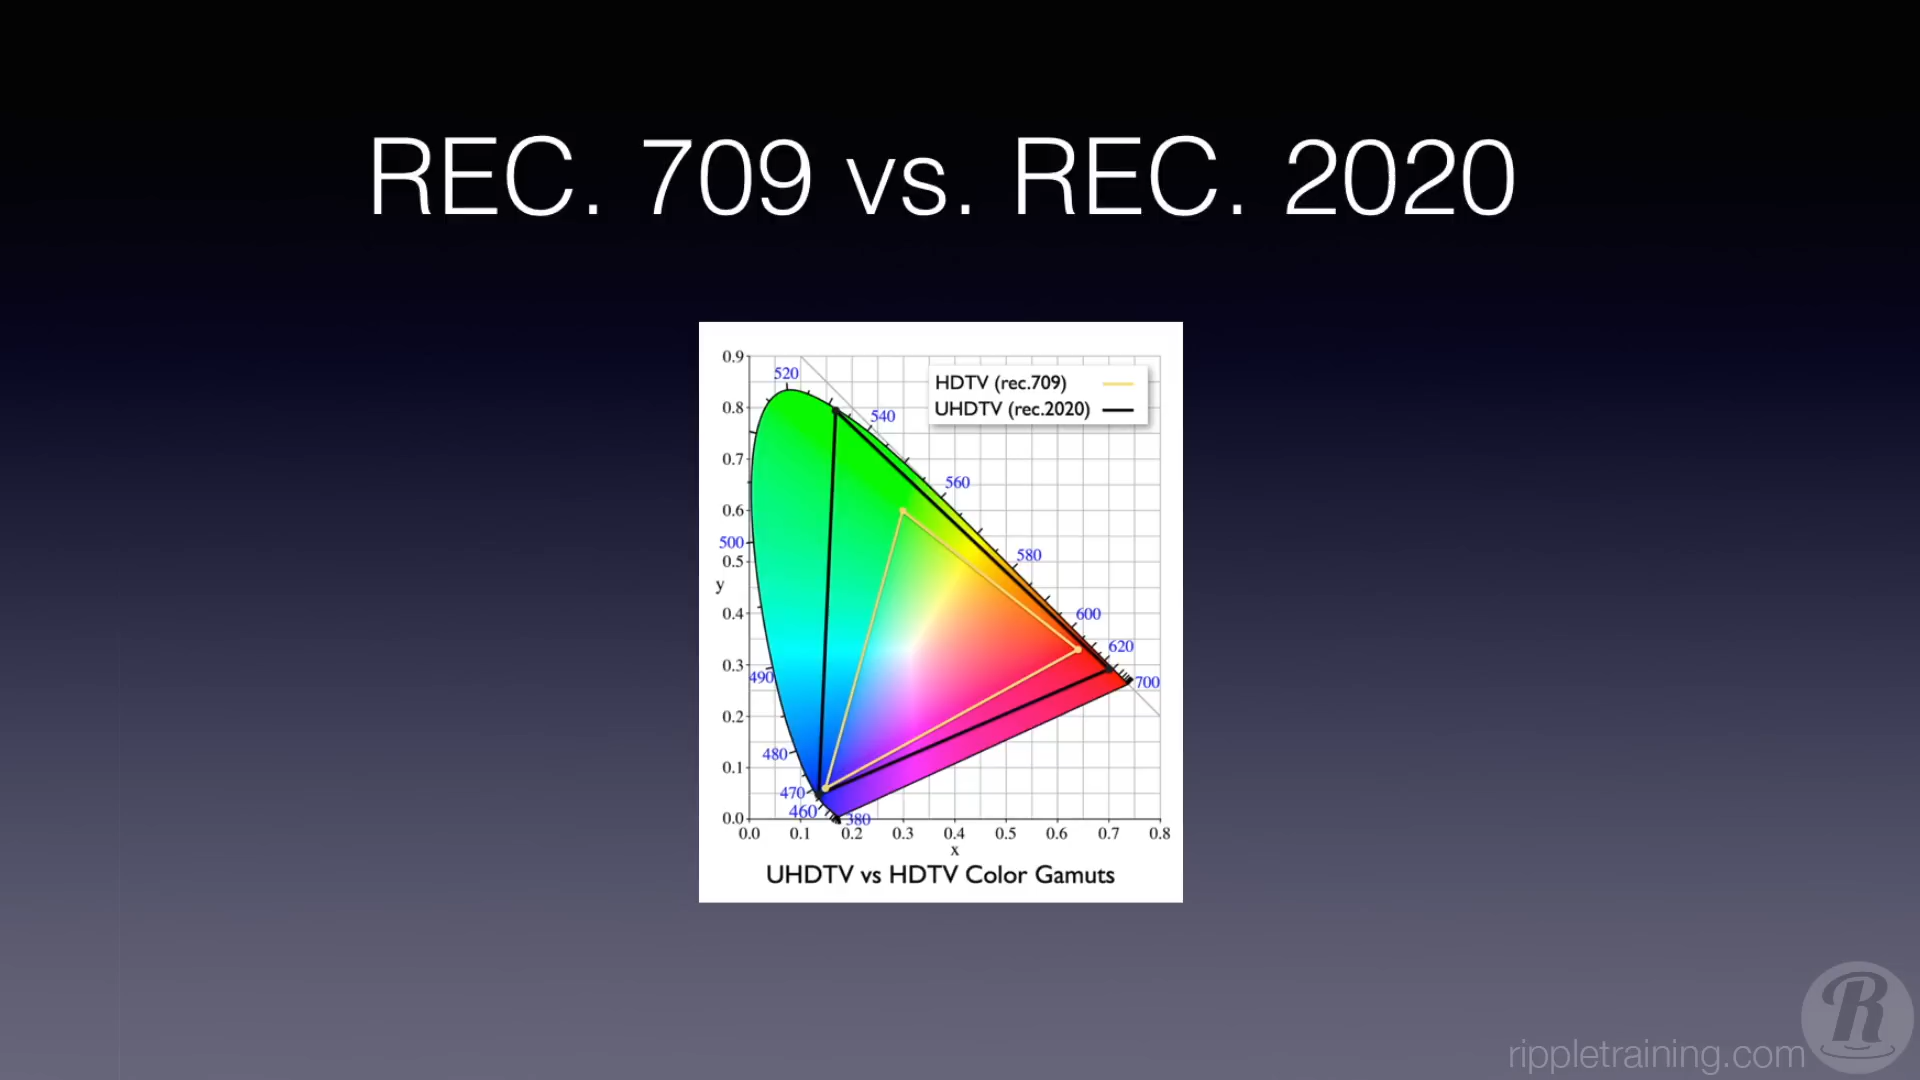 REC. 709 vs. REC. 2020
0.9
520
HDTV (rec.709)
UHDTV (rec.2020)
0.8
540
0.7
560
0.6
500
0.5
580
y
0.4
600
620
0.3
490
700
0.2
480
0.1
470
460
0.0
380
0.0 0.1 0.2 0.3 0.4 0.5 0.6 0.7 0.8
x
UHDTV vs HDTV Color Gamuts
R
rippletraining.com